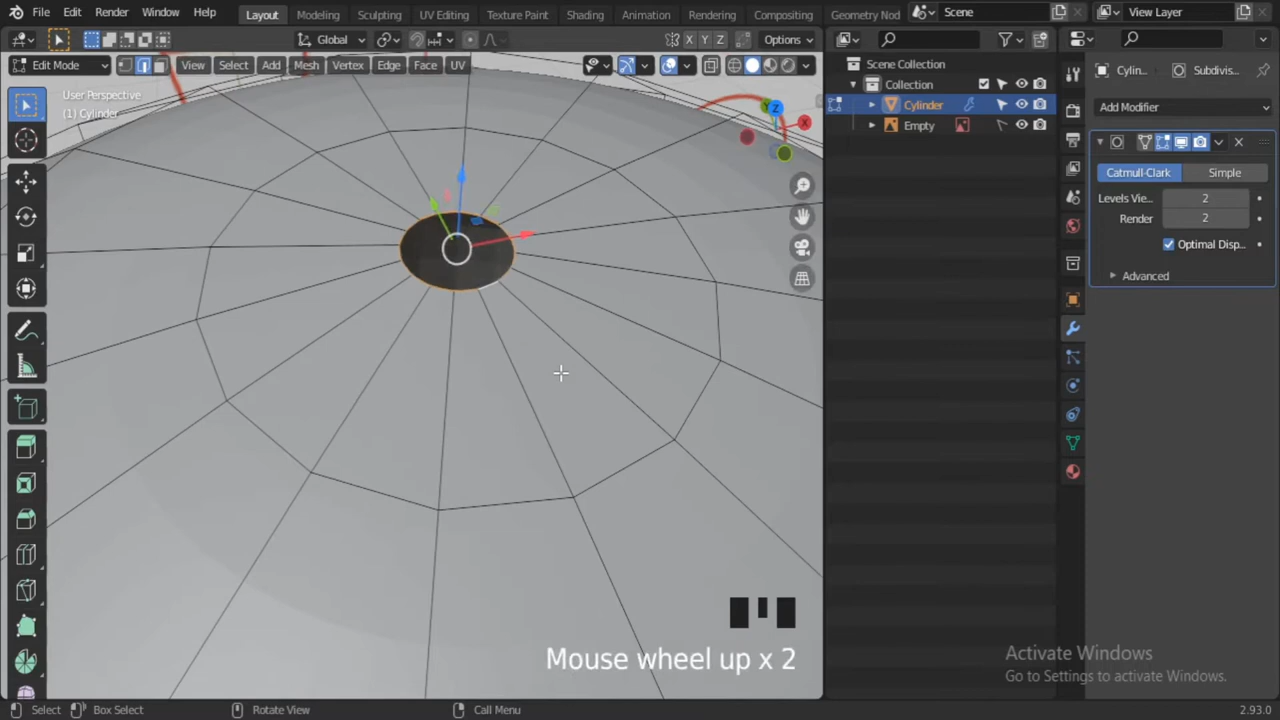 File Edit Render Window Help Layout Modeling Sculpting UV Editing Texture Paint Shading Animation Rendering Compositing Geometry Nod Scene View Layer
Global X Y Z Options
Edit Mode View Select Add Mesh Vertex Edge Face UV
User Perspective
(1) Cylinder
Z
Y
X
Scene Collection
Collection
Cylinder
Empty
Cylin.. Subdivis..
Add Modifier
Catmull-Clark Simple
Levels Vie.. 2
Render 2
Optimal Disp..
Advanced
Mouse wheel up x 2
Activate Windows
Go to Settings to activate Windows.
Select Box Select Rotate View Call Menu 2.93.0